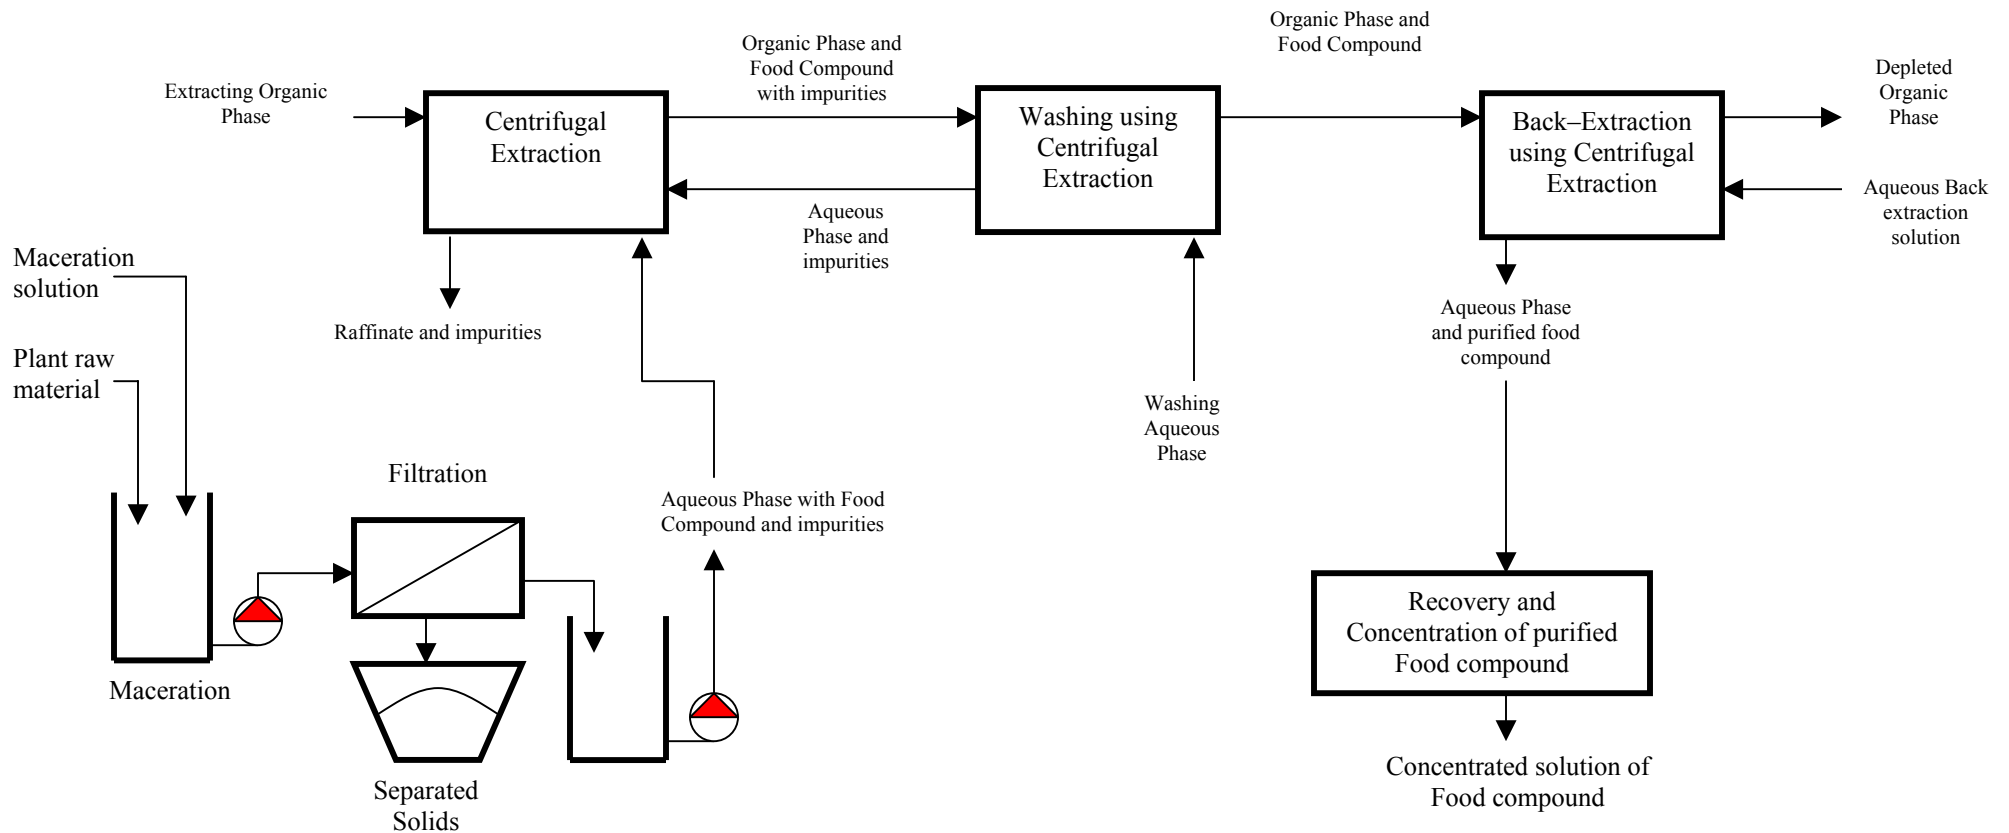 Organic Phase and
Food Compound
Organic Phase and
Food Compound
with impurities
Depleted
Organic
Phase
Extracting Organic
Phase
Centrifugal
Extraction
Washing using
Centrifugal
Extraction
Back–Extraction
using Centrifugal
Extraction
Aqueous Back
extraction
solution
Aqueous
Phase and
impurities
Maceration
solution
Raffinate and impurities
Aqueous Phase
and purified food
compound
Plant raw
material
Washing
Aqueous
Phase
Filtration
Aqueous Phase with Food
Compound and impurities
Recovery and
Concentration of purified
Food compound
Maceration
Separated
Solids
Concentrated solution of
Food compound